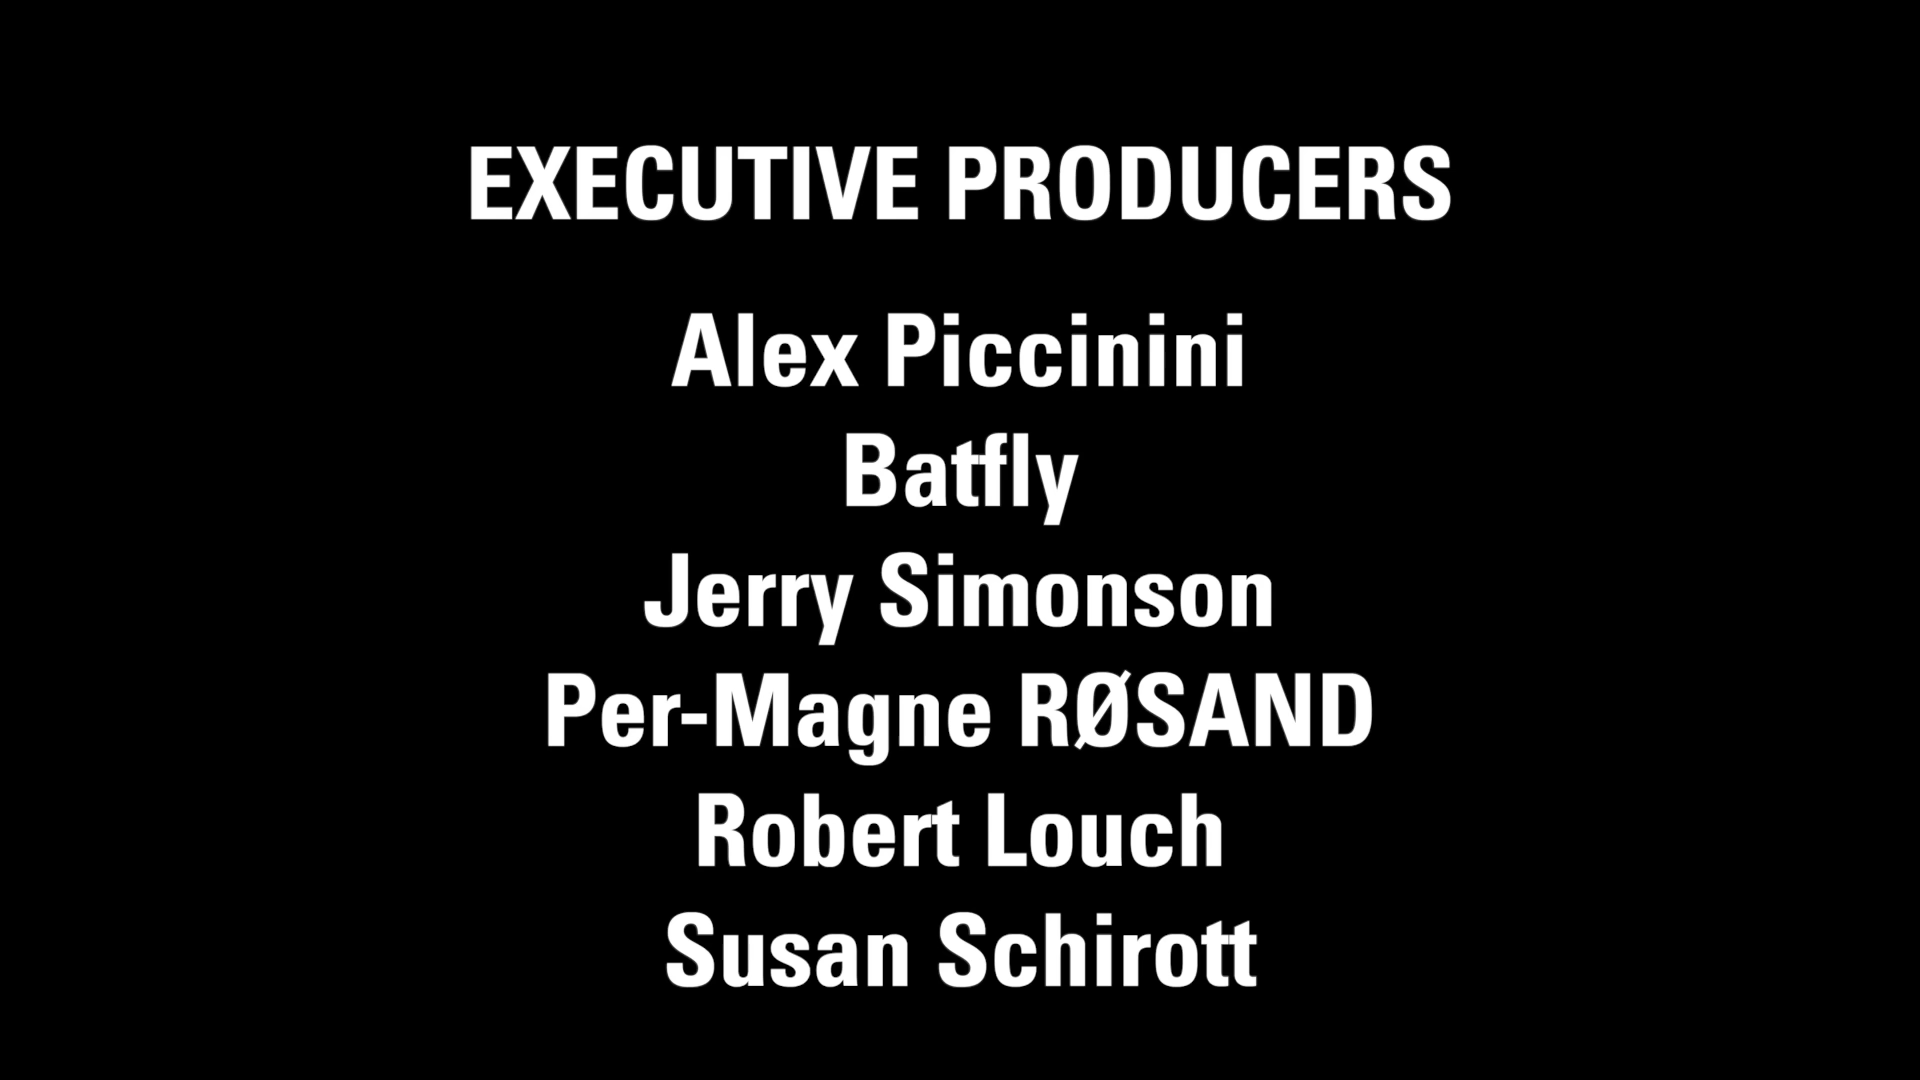 EXECUTIVE PRODUCERS
Alex Piccinini
Batfly
Jerry Simonson
Per-Magne RØSAND
Robert Louch
Susan Schirott